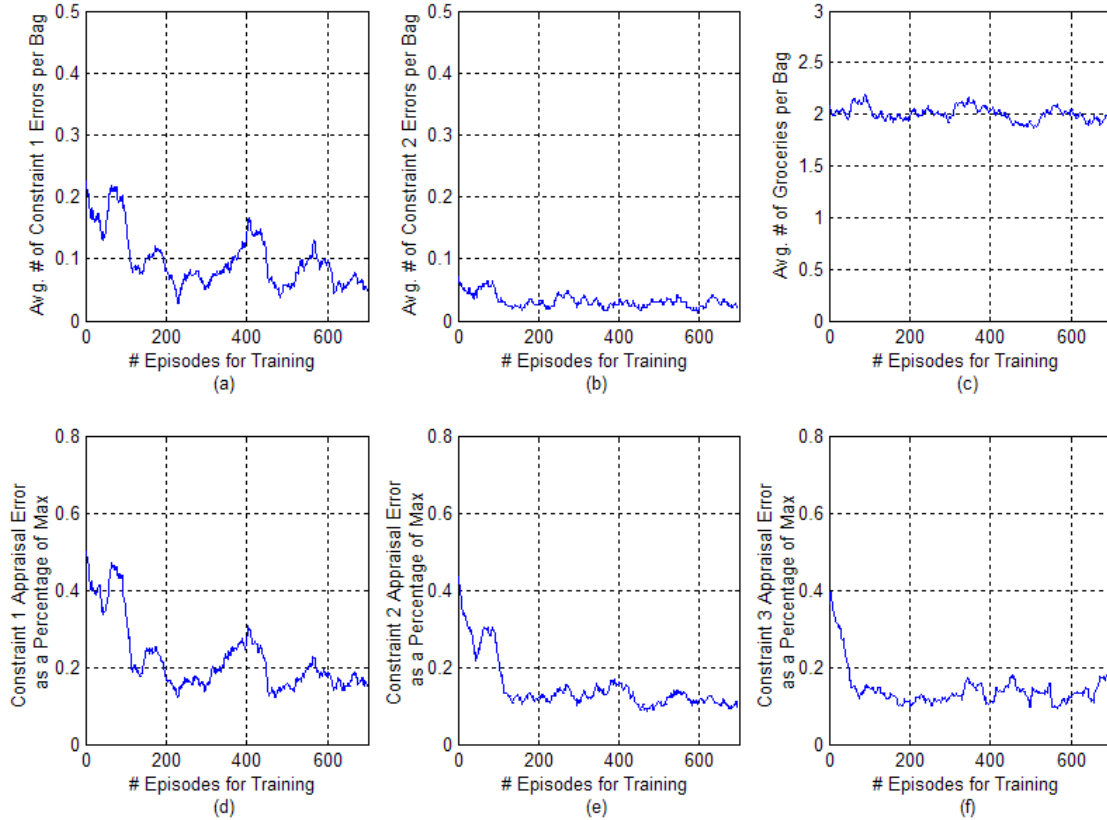 Avg. # of Constraint 1 Errors per Bag
0.5
0.4
0.3
0.2
0.1
0
0 200 400 600
# Episodes for Training
(a)
Avg. # of Constraint 2 Errors per Bag
0.5
0.4
0.3
0.2
0.1
0
0 200 400 600
# Episodes for Training
(b)
Avg. # of Groceries per Bag
3
2.5
2
1.5
1
0.5
0
0 200 400 600
# Episodes for Training
(c)
Constraint 1 Appraisal Error
as a Percentage of Max
0.8
0.6
0.4
0.2
0
0 200 400 600
# Episodes for Training
(d)
Constraint 2 Appraisal Error
as a Percentage of Max
0.8
0.6
0.4
0.2
0
0 200 400 600
# Episodes for Training
(e)
Constraint 3 Appraisal Error
as a Percentage of Max
0.8
0.6
0.4
0.2
0
0 200 400 600
# Episodes for Training
(f)